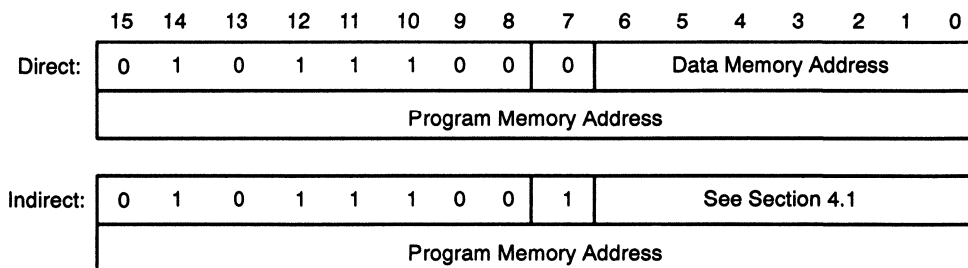 15 14 13 12 11 10 9 8 7 6 5 4 3 2 1 0
Direct: 0 1 0 1 1 1 0 0 0 Data Memory Address
Program Memory Address
Indirect: 0 1 0 1 1 1 0 0 1 See Section 4.1
Program Memory Address